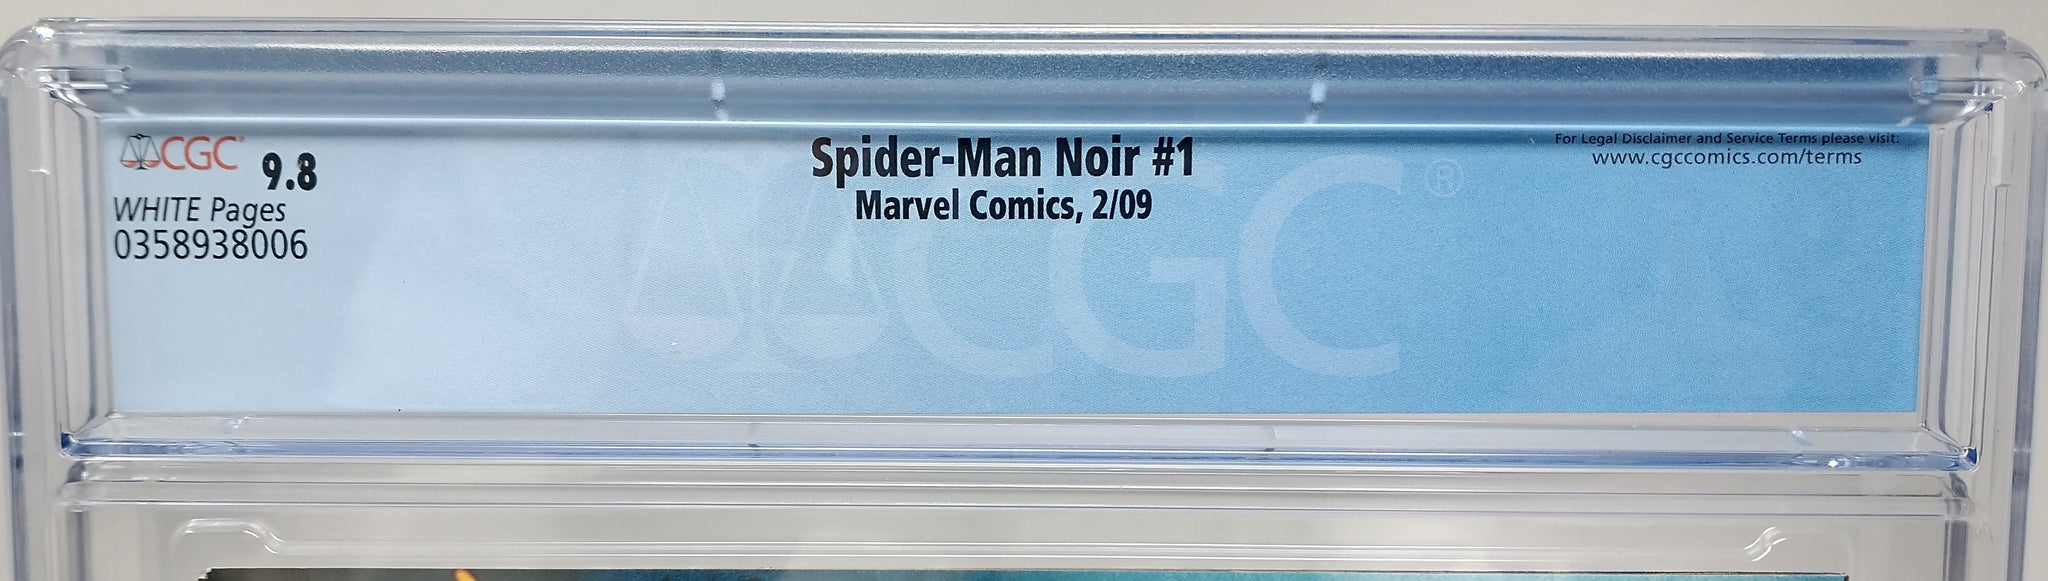 CGC® 9.8
WHITE Pages
0358938006
Spider-Man Noir #1
Marvel Comics, 2/09
For Legal Disclaimer and Service Terms please visit:
www.cgccomics.com/terms
CGC®